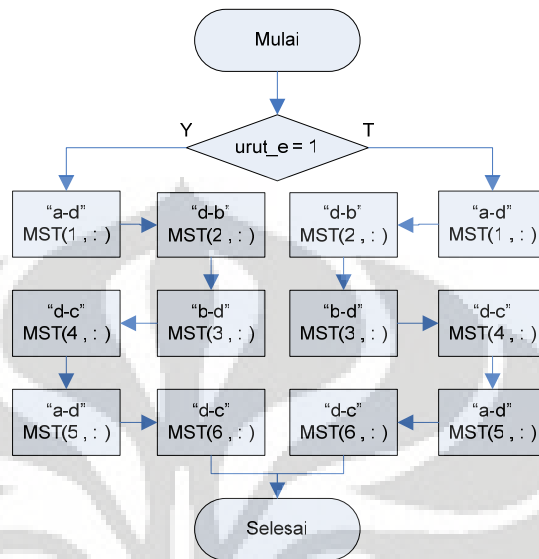 Mulai
Y
urut_e = 1
T
“a-d”
MST(1 , : )
“d-b”
MST(2 , : )
“d-b”
MST(2 , : )
“a-d”
MST(1 , : )
“d-c”
MST(4 , : )
“b-d”
MST(3 , : )
“b-d”
MST(3 , : )
“d-c”
MST(4 , : )
“a-d”
MST(5 , : )
“d-c”
MST(6 , : )
“d-c”
MST(6 , : )
“a-d”
MST(5 , : )
Selesai